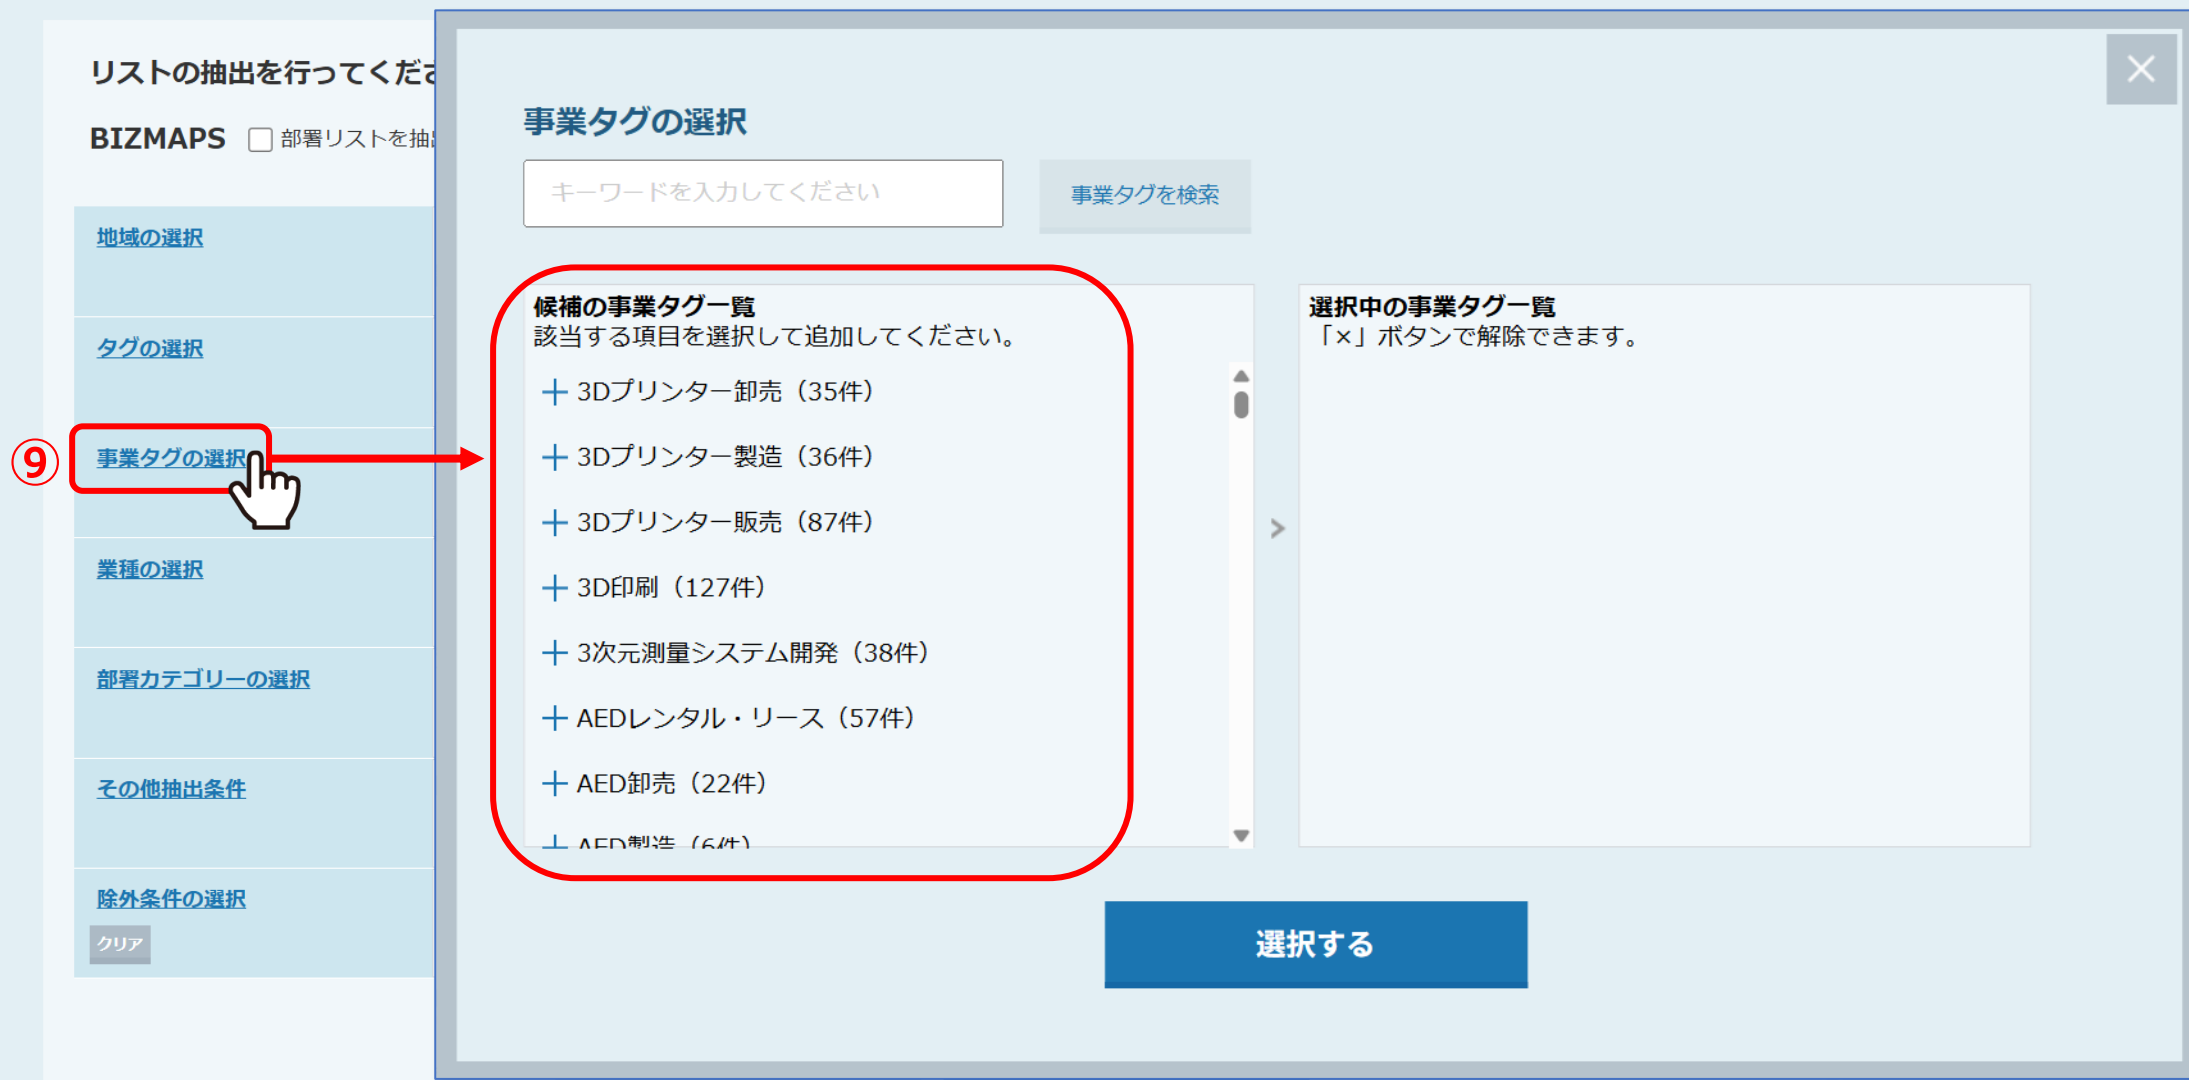 リストの抽出を行ってくだ
BIZMAPS 部署リストを抽
地域の選択
タグの選択
⑨
事業タグの選択
業種の選択
部署カテゴリーの選択
その他抽出条件
除外条件の選択
クリア
×
事業タグの選択
キーワードを入力してください
事業タグを検索
候補の事業タグ一覧
該当する項目を選択して追加してください。
＋ 3Dプリンター卸売（35件）
＋ 3Dプリンター製造（36件）
＋ 3Dプリンター販売（87件）
＋ 3D印刷（127件）
＋ 3次元測量システム開発（38件）
＋ AEDレンタル・リース（57件）
＋ AED卸売（22件）
＋ AED製造（6件）
>
選択中の事業タグ一覧
「×」ボタンで解除できます。
選択する